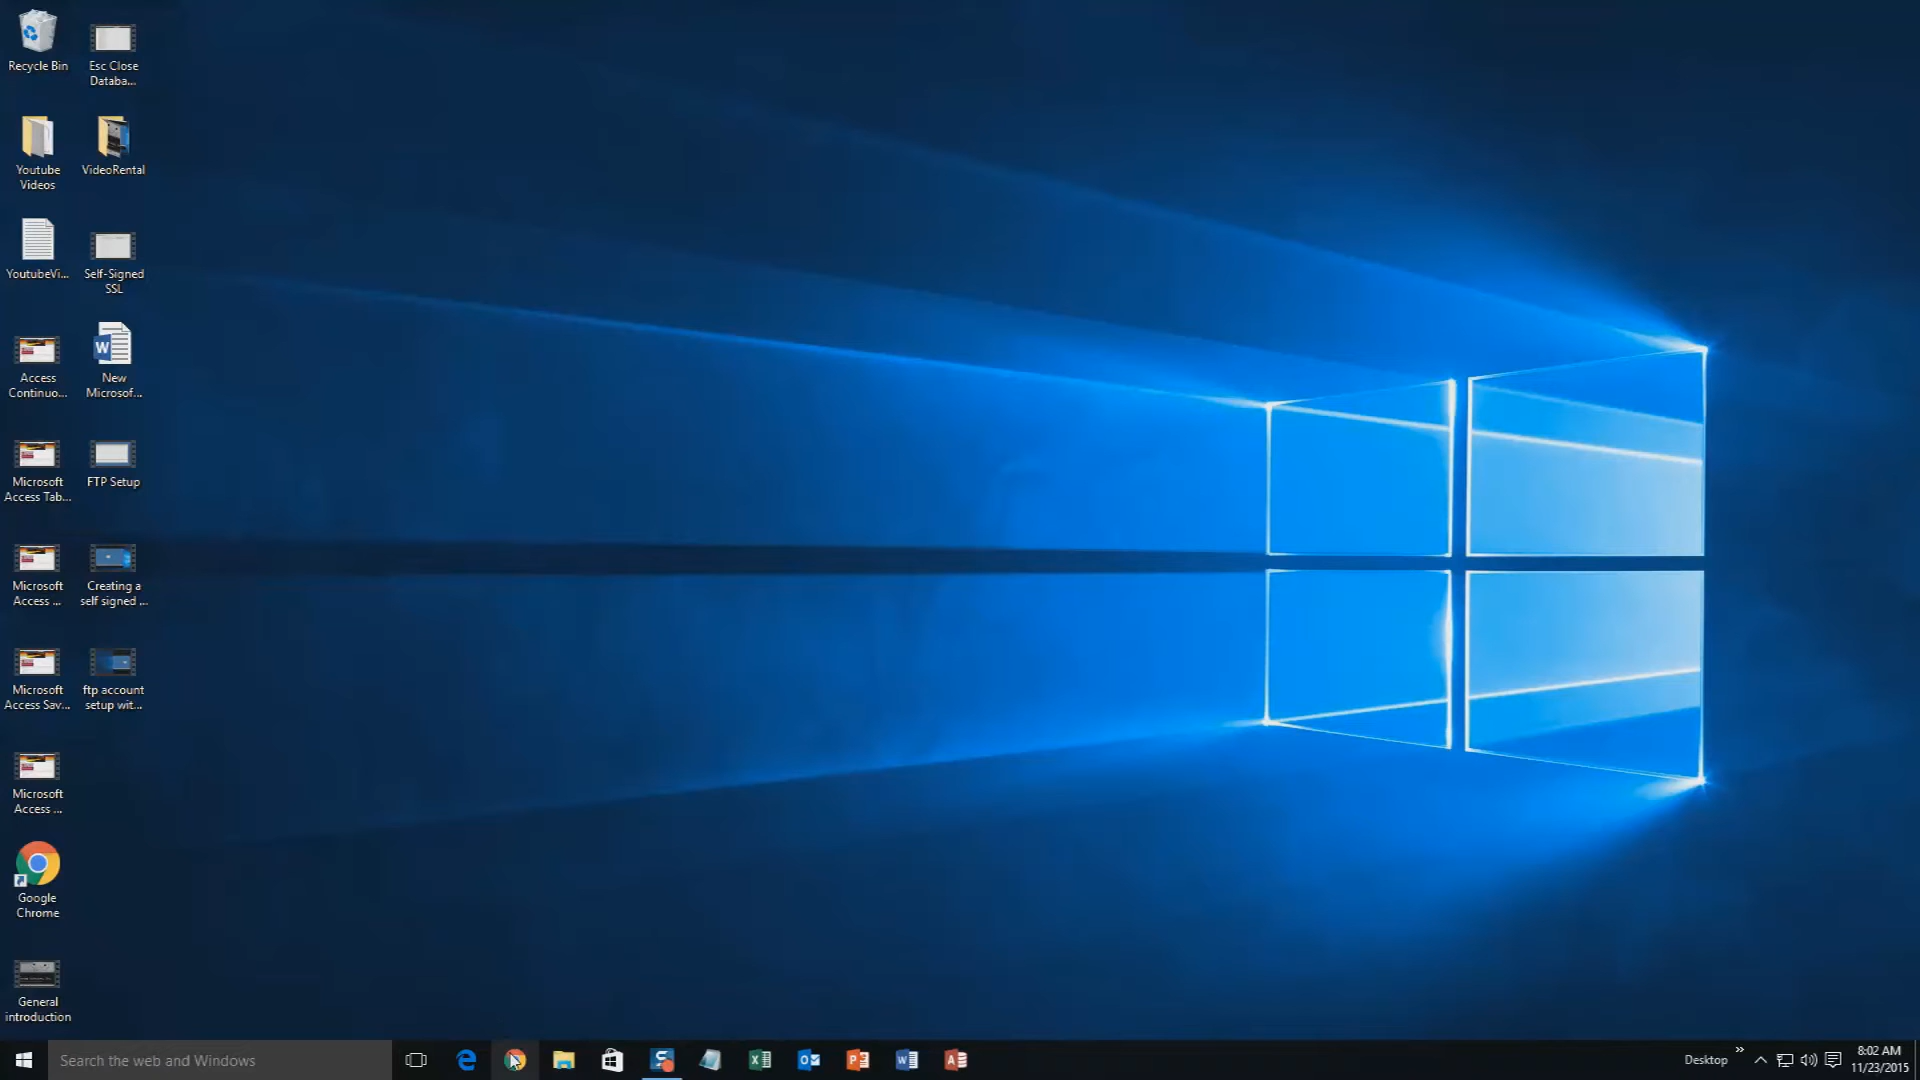 Recycle Bin
Esc Close
Databa...
Youtube
Videos
VideoRental
YoutubeVi...
Self-Signed
SSL
Access
Continuo...
New
Microsof...
Microsoft
Access Tab...
FTP Setup
Microsoft
Access ...
Creating a
self signed ...
Microsoft
Access Sav...
ftp account
setup wit...
Microsoft
Access ...
Google
Chrome
General
introduction
Search the web and Windows
Desktop
8:02 AM
11/23/2015